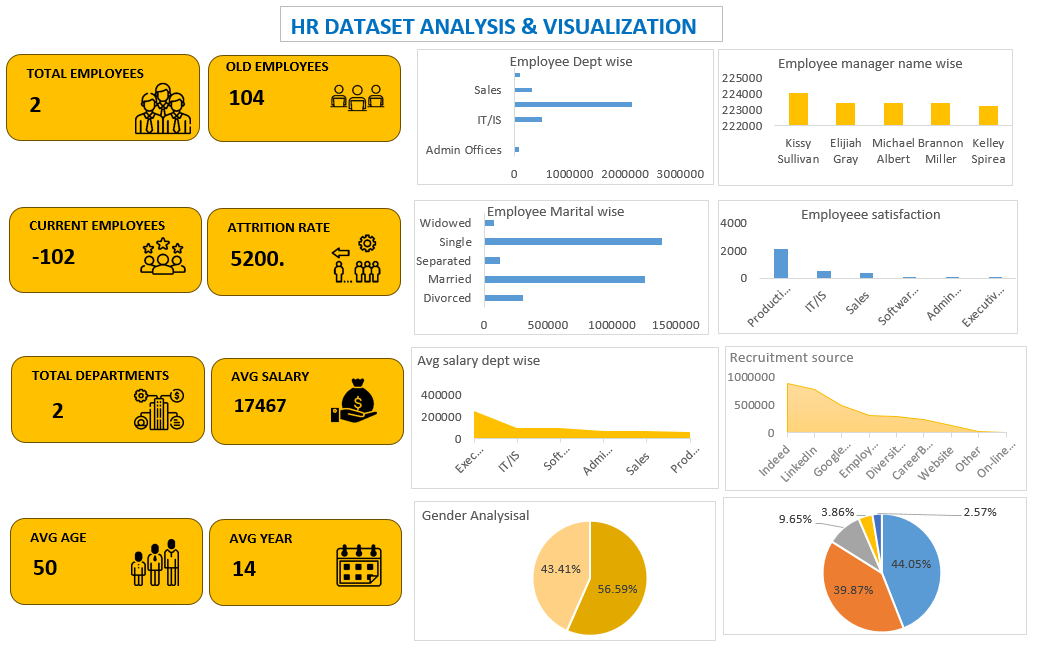 HR DATASET ANALYSIS & VISUALIZATION
TOTAL EMPLOYEES
2
OLD EMPLOYEES
104
Employee Dept wise
Sales
IT/IS
Admin Offices
0 1000000 2000000 3000000
Employee manager name wise
225000
224000
223000
222000
Kissy Elijiah Michael Brannon Kelley
Sullivan Gray Albert Miller Spirea
CURRENT EMPLOYEES
-102
ATTRITION RATE
5200.
Employee Marital wise
Widowed
Single
Separated
Married
Divorced
0 500000 1000000 1500000
Employeee satisfaction
4000
2000
0
Producti...
IT/IS
Sales
Softwar...
Admin...
Executiv...
TOTAL DEPARTMENTS
2
AVG SALARY
17467
Avg salary dept wise
400000
200000
0
Exec...
IT/IS
Soft...
Admi...
Sales
Prod...
Recruitment source
1000000
500000
0
Indeed
LinkedIn
Google...
Employ...
Diversit...
CareerB...
Website
Other
On-line...
AVG AGE
50
AVG YEAR
14
Gender Analysisal
43.41%
56.59%
9.65%
3.86%
2.57%
44.05%
39.87%